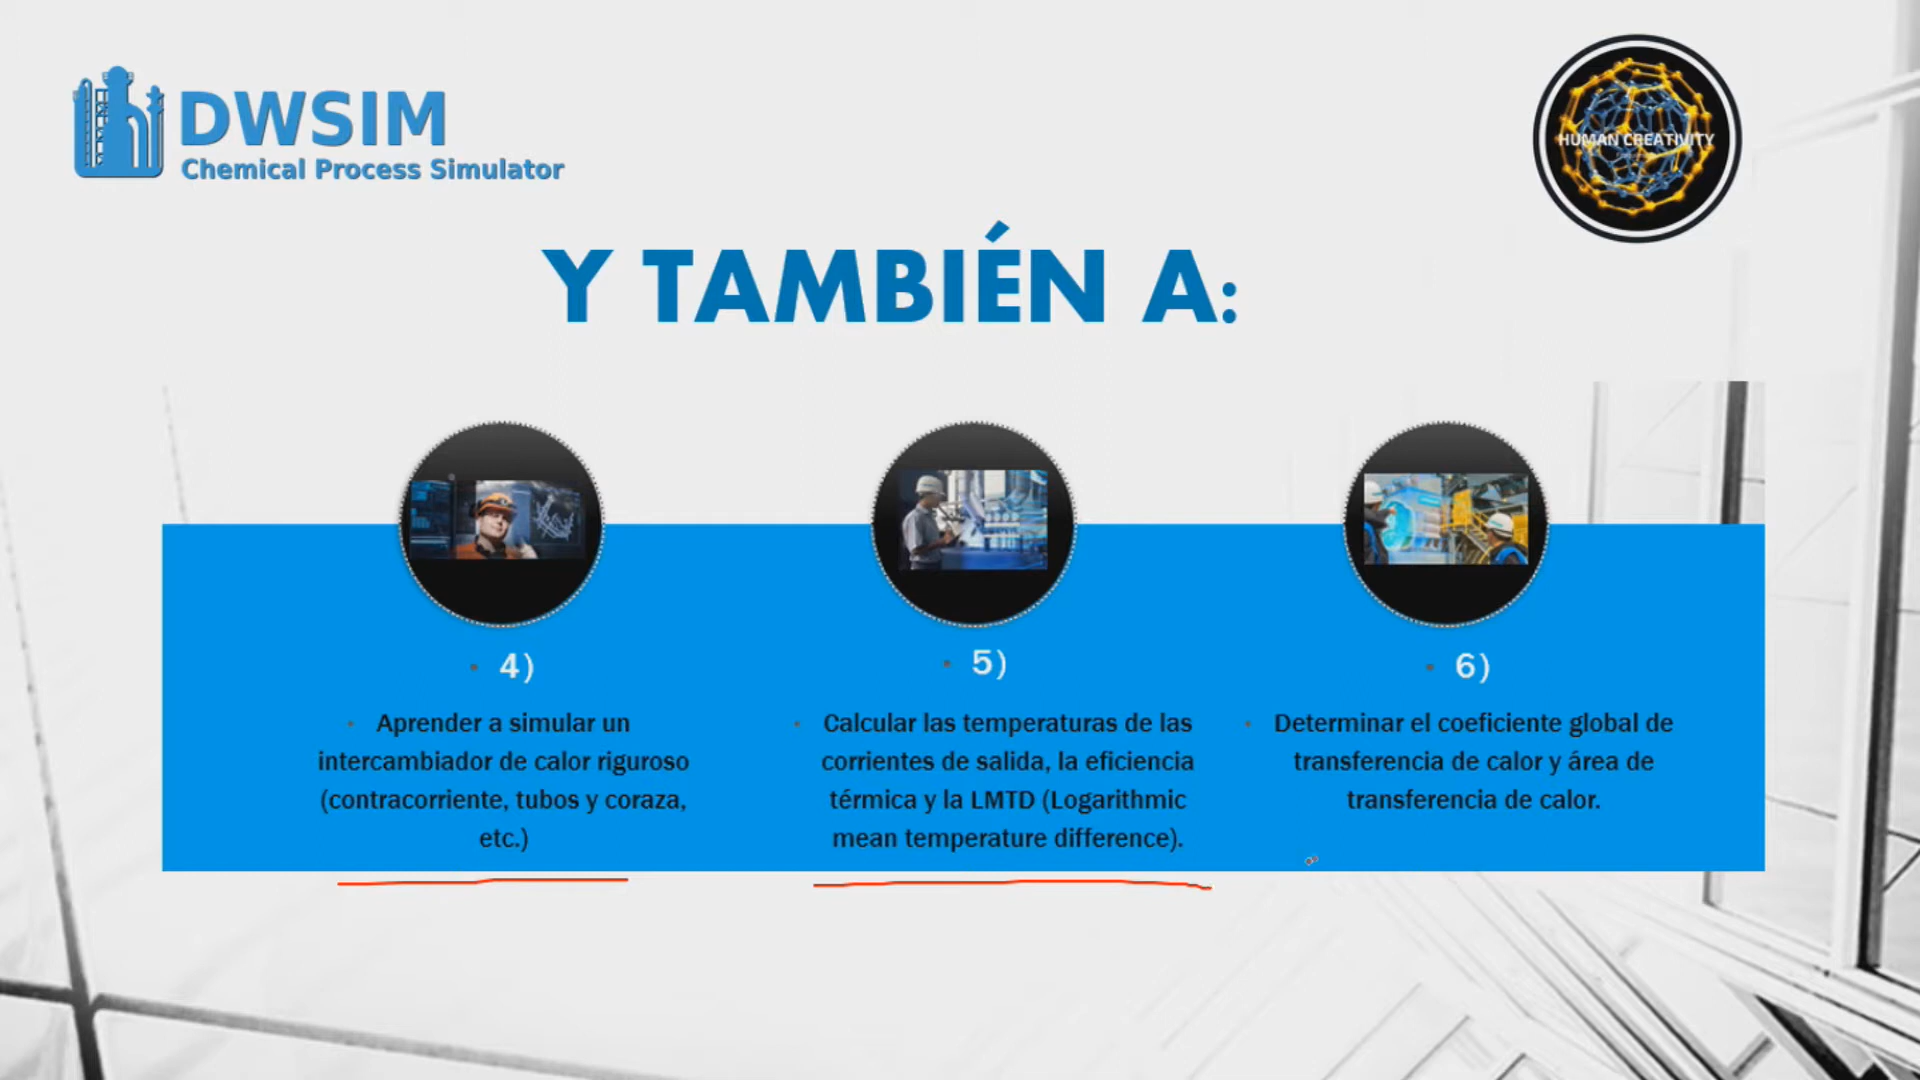 DWSIM
Chemical Process Simulator
HUMAN CREATIVITY
Y TAMBIÉN A:
• 4)
• Aprender a simular un
intercambiador de calor riguroso
(contracorriente, tubos y coraza,
etc.)
• 5)
• Calcular las temperaturas de las
corrientes de salida, la eficiencia
térmica y la LMTD (Logarithmic
mean temperature difference).
• 6)
• Determinar el coeficiente global de
transferencia de calor y área de
transferencia de calor.